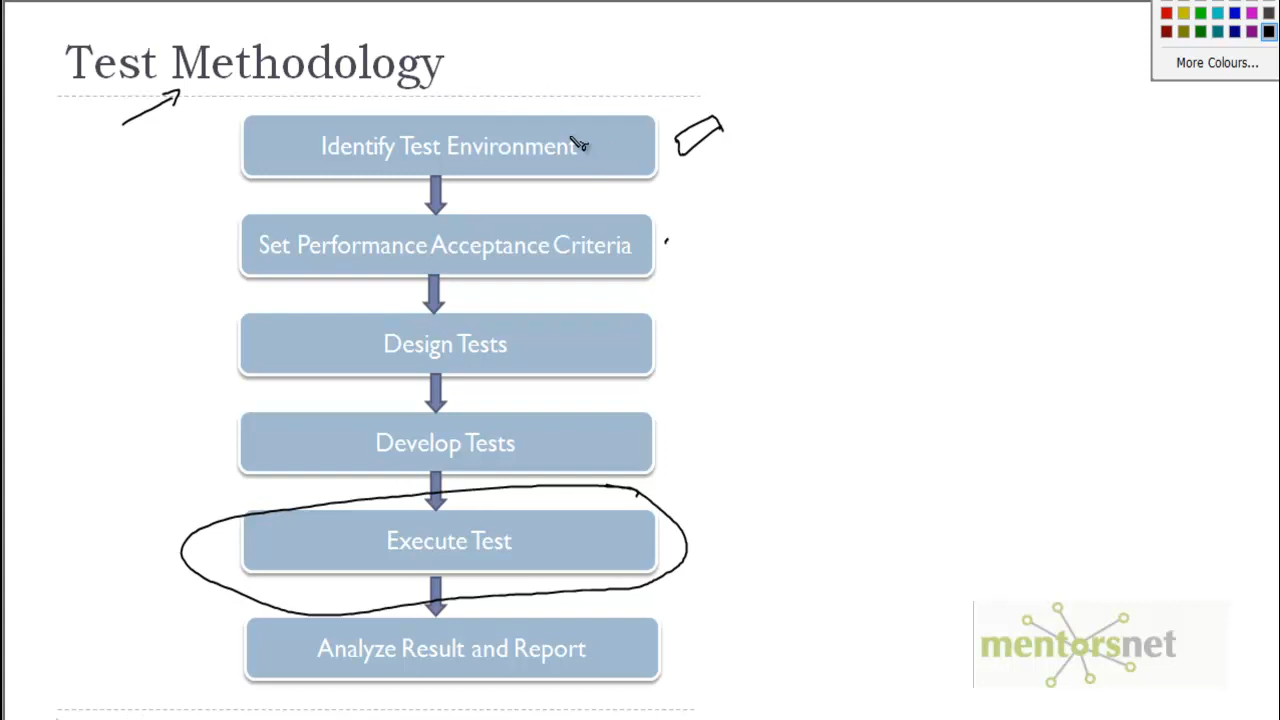 More Colours...
Test Methodology
Identify Test Environment
Set Performance Acceptance Criteria
Design Tests
Develop Tests
Execute Test
Analyze Result and Report
mentorsnet